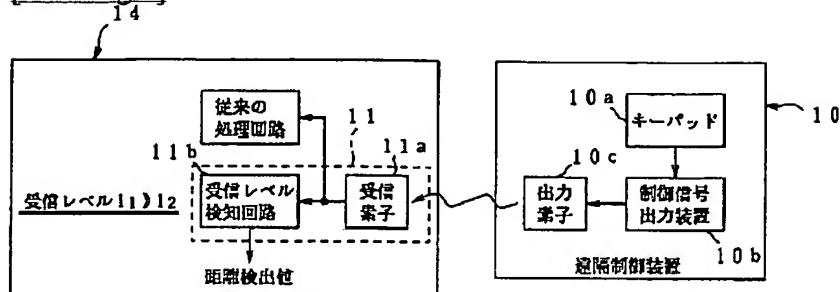 14
従来の
処理回路
11
11a
11b
受信レベル
検知回路
受信
素子
受信レベルl1》l2
距離検出値
10
10a
キーパッド
10c
出力
素子
制御信号
出力装置
10b
遠隔制御装置